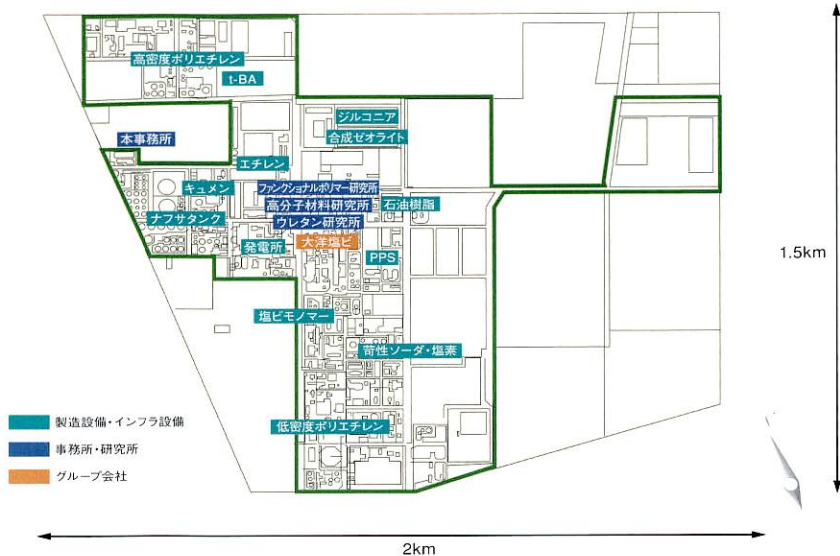 高密度ポリエチレン
t-BA
ジルコニア
本事務所
合成ゼオライト
エチレン
キュメン
ファンクショナルポリマー研究所
高分子材料研究所
石油樹脂
ナフサタンク
ウレタン研究所
発電所
大洋塩ビ
PPS
1.5km
塩ビモノマー
苛性ソーダ・塩素
製造設備・インフラ設備
低密度ポリエチレン
事務所・研究所
グループ会社
2km